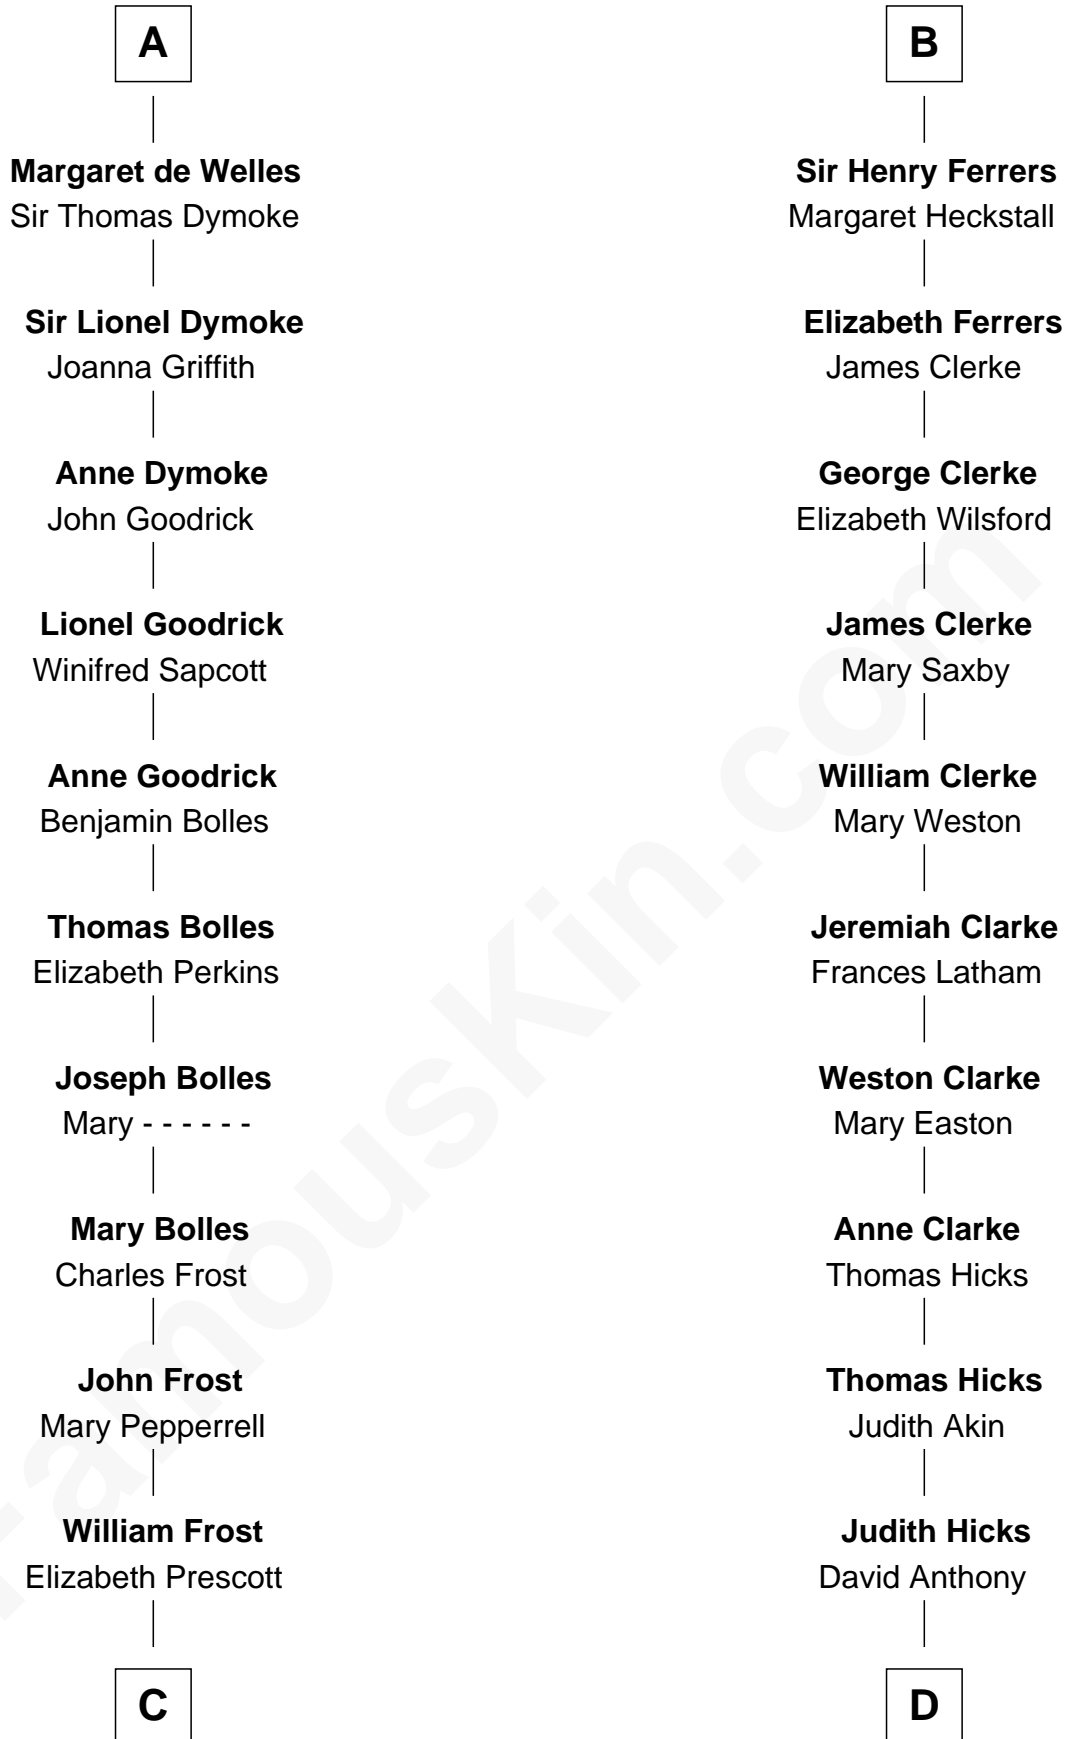 A
Margaret de Welles
Sir Thomas Dymoke
Sir Lionel Dymoke
Joanna Griffith
Anne Dymoke
John Goodrick
Lionel Goodrick
Winifred Sapcott
Anne Goodrick
Benjamin Bolles
Thomas Bolles
Elizabeth Perkins
Joseph Bolles
Mary - - - - - -
Mary Bolles
Charles Frost
John Frost
Mary Pepperrell
William Frost
Elizabeth Prescott
C
B
Sir Henry Ferrers
Margaret Heckstall
Elizabeth Ferrers
James Clerke
George Clerke
Elizabeth Wilsford
James Clerke
Mary Saxby
William Clerke
Mary Weston
Jeremiah Clarke
Frances Latham
Weston Clarke
Mary Easton
Anne Clarke
Thomas Hicks
Thomas Hicks
Judith Akin
Judith Hicks
David Anthony
D
FamousKin.com